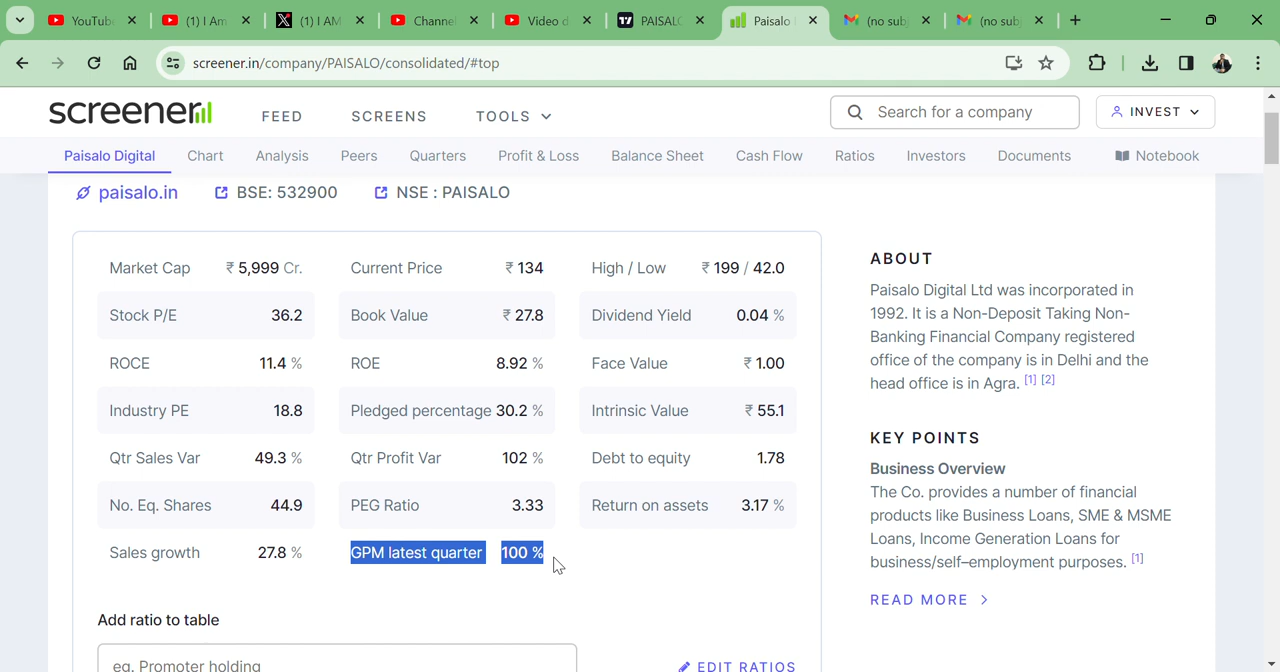 YouTub
(1) I Am
(1) I AM
Channel
Video d
PAISALO
Paisalo
(no sub
(no sub
screener.in/company/PAISALO/consolidated/#top
screener
FEED
SCREENS
TOOLS
Search for a company
INVEST
Paisalo Digital
Chart
Analysis
Peers
Quarters
Profit & Loss
Balance Sheet
Cash Flow
Ratios
Investors
Documents
Notebook
paisalo.in
BSE: 532900
NSE : PAISALO
Market Cap ₹ 5,999 Cr.
Current Price ₹ 134
High / Low ₹ 199 / 42.0
Stock P/E 36.2
Book Value ₹ 27.8
Dividend Yield 0.04 %
ROCE 11.4 %
ROE 8.92 %
Face Value ₹ 1.00
Industry PE 18.8
Pledged percentage 30.2 %
Intrinsic Value ₹ 55.1
Qtr Sales Var 49.3 %
Qtr Profit Var 102 %
Debt to equity 1.78
No. Eq. Shares 44.9
PEG Ratio 3.33
Return on assets 3.17 %
Sales growth 27.8 %
GPM latest quarter 100 %
Add ratio to table
eg. Promoter holding
EDIT RATIOS
ABOUT
Paisalo Digital Ltd was incorporated in
1992. It is a Non-Deposit Taking Non-
Banking Financial Company registered
office of the company is in Delhi and the
head office is in Agra. [1] [2]
KEY POINTS
Business Overview
The Co. provides a number of financial
products like Business Loans, SME & MSME
Loans, Income Generation Loans for
business/self–employment purposes. [1]
READ MORE